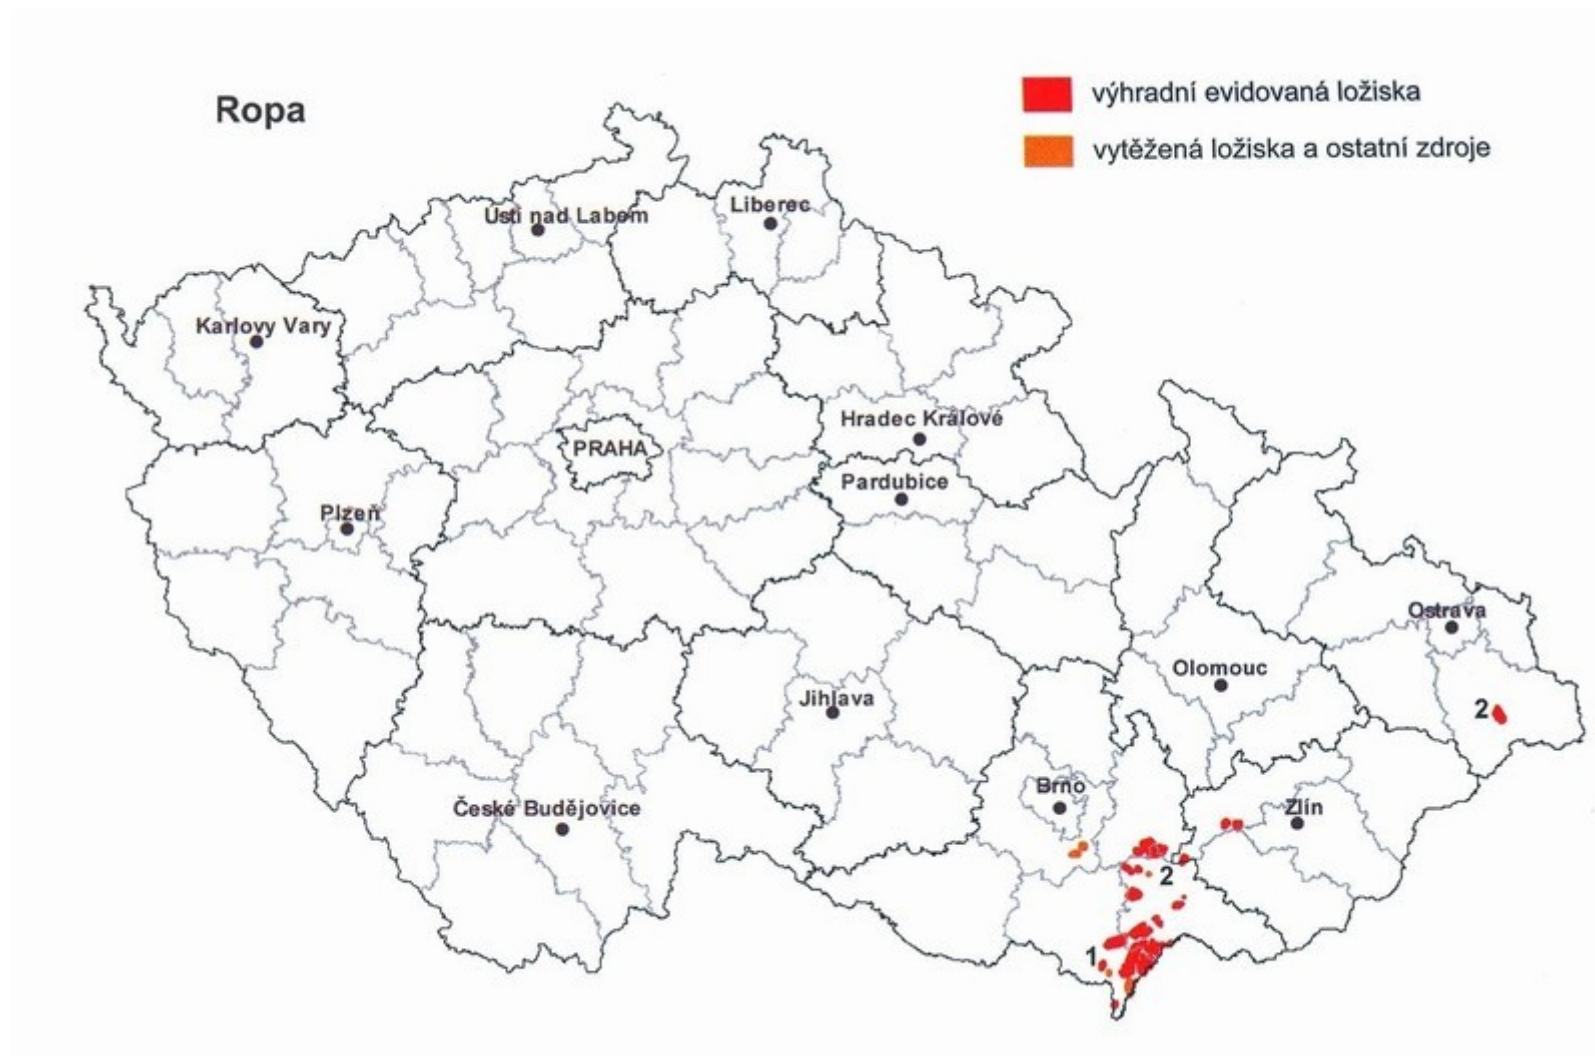 Ropa
výhradní evidovaná ložiska
vytěžená ložiska a ostatní zdroje
Ústí nad Labem
Liberec
Karlovy Vary
Hradec Králové
PRAHA
Pardubice
Plzeň
Ostrava
Olomouc
Jihlava
2
Brno
České Budějovice
Zlín
2
1